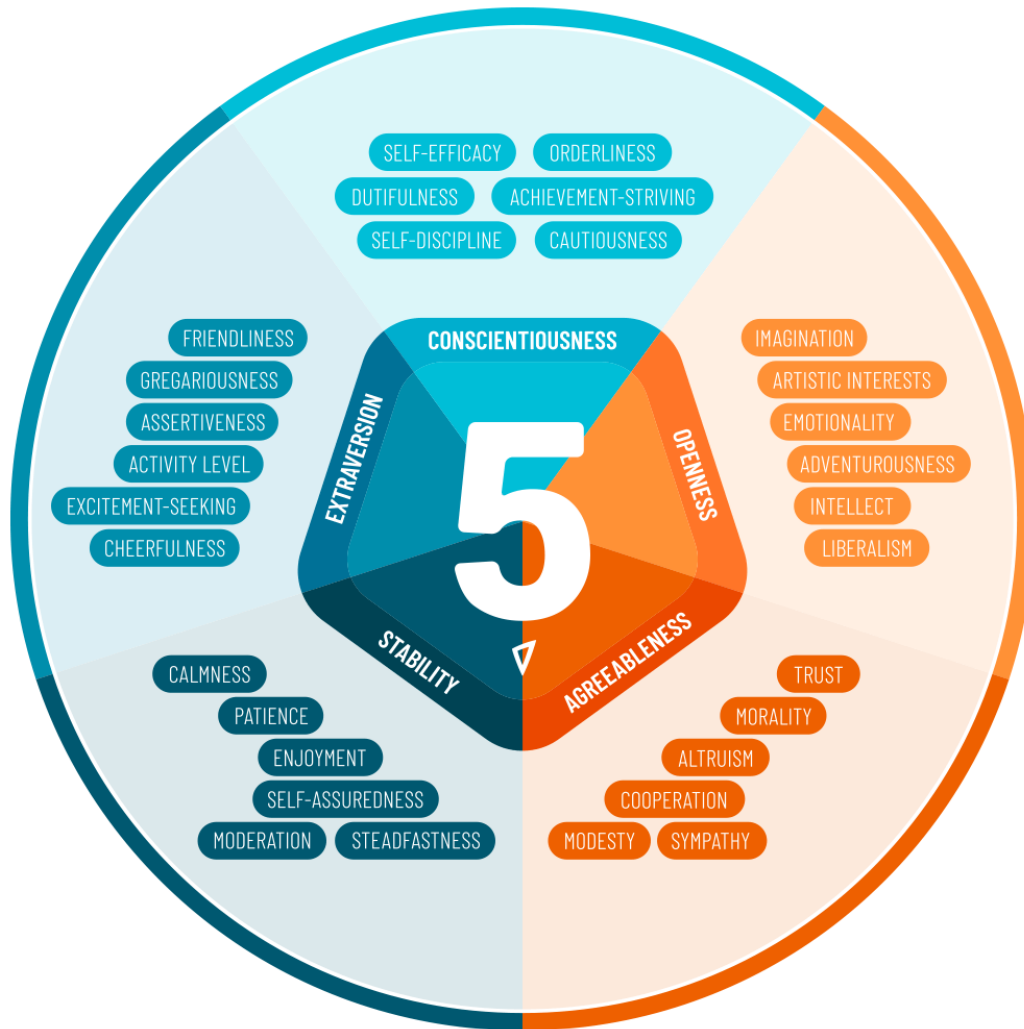 SELF-EFFICACY ORDERLINESS
DUTIFULNESS ACHIEVEMENT-STRIVING
SELF-DISCIPLINE CAUTIOUSNESS
CONSCIENTIOUSNESS
FRIENDLINESS
GREGARIOUSNESS
ASSERTIVENESS
ACTIVITY LEVEL
EXCITEMENT-SEEKING
CHEERFULNESS
EXTRAVERSION
5
OPENNESS
IMAGINATION
ARTISTIC INTERESTS
EMOTIONALITY
ADVENTUROUSNESS
INTELLECT
LIBERALISM
STABILITY
CALMNESS
PATIENCE
ENJOYMENT
SELF-ASSUREDNESS
MODERATION STEADFASTNESS
AGREEABLENESS
TRUST
MORALITY
ALTRUISM
COOPERATION
MODESTY SYMPATHY